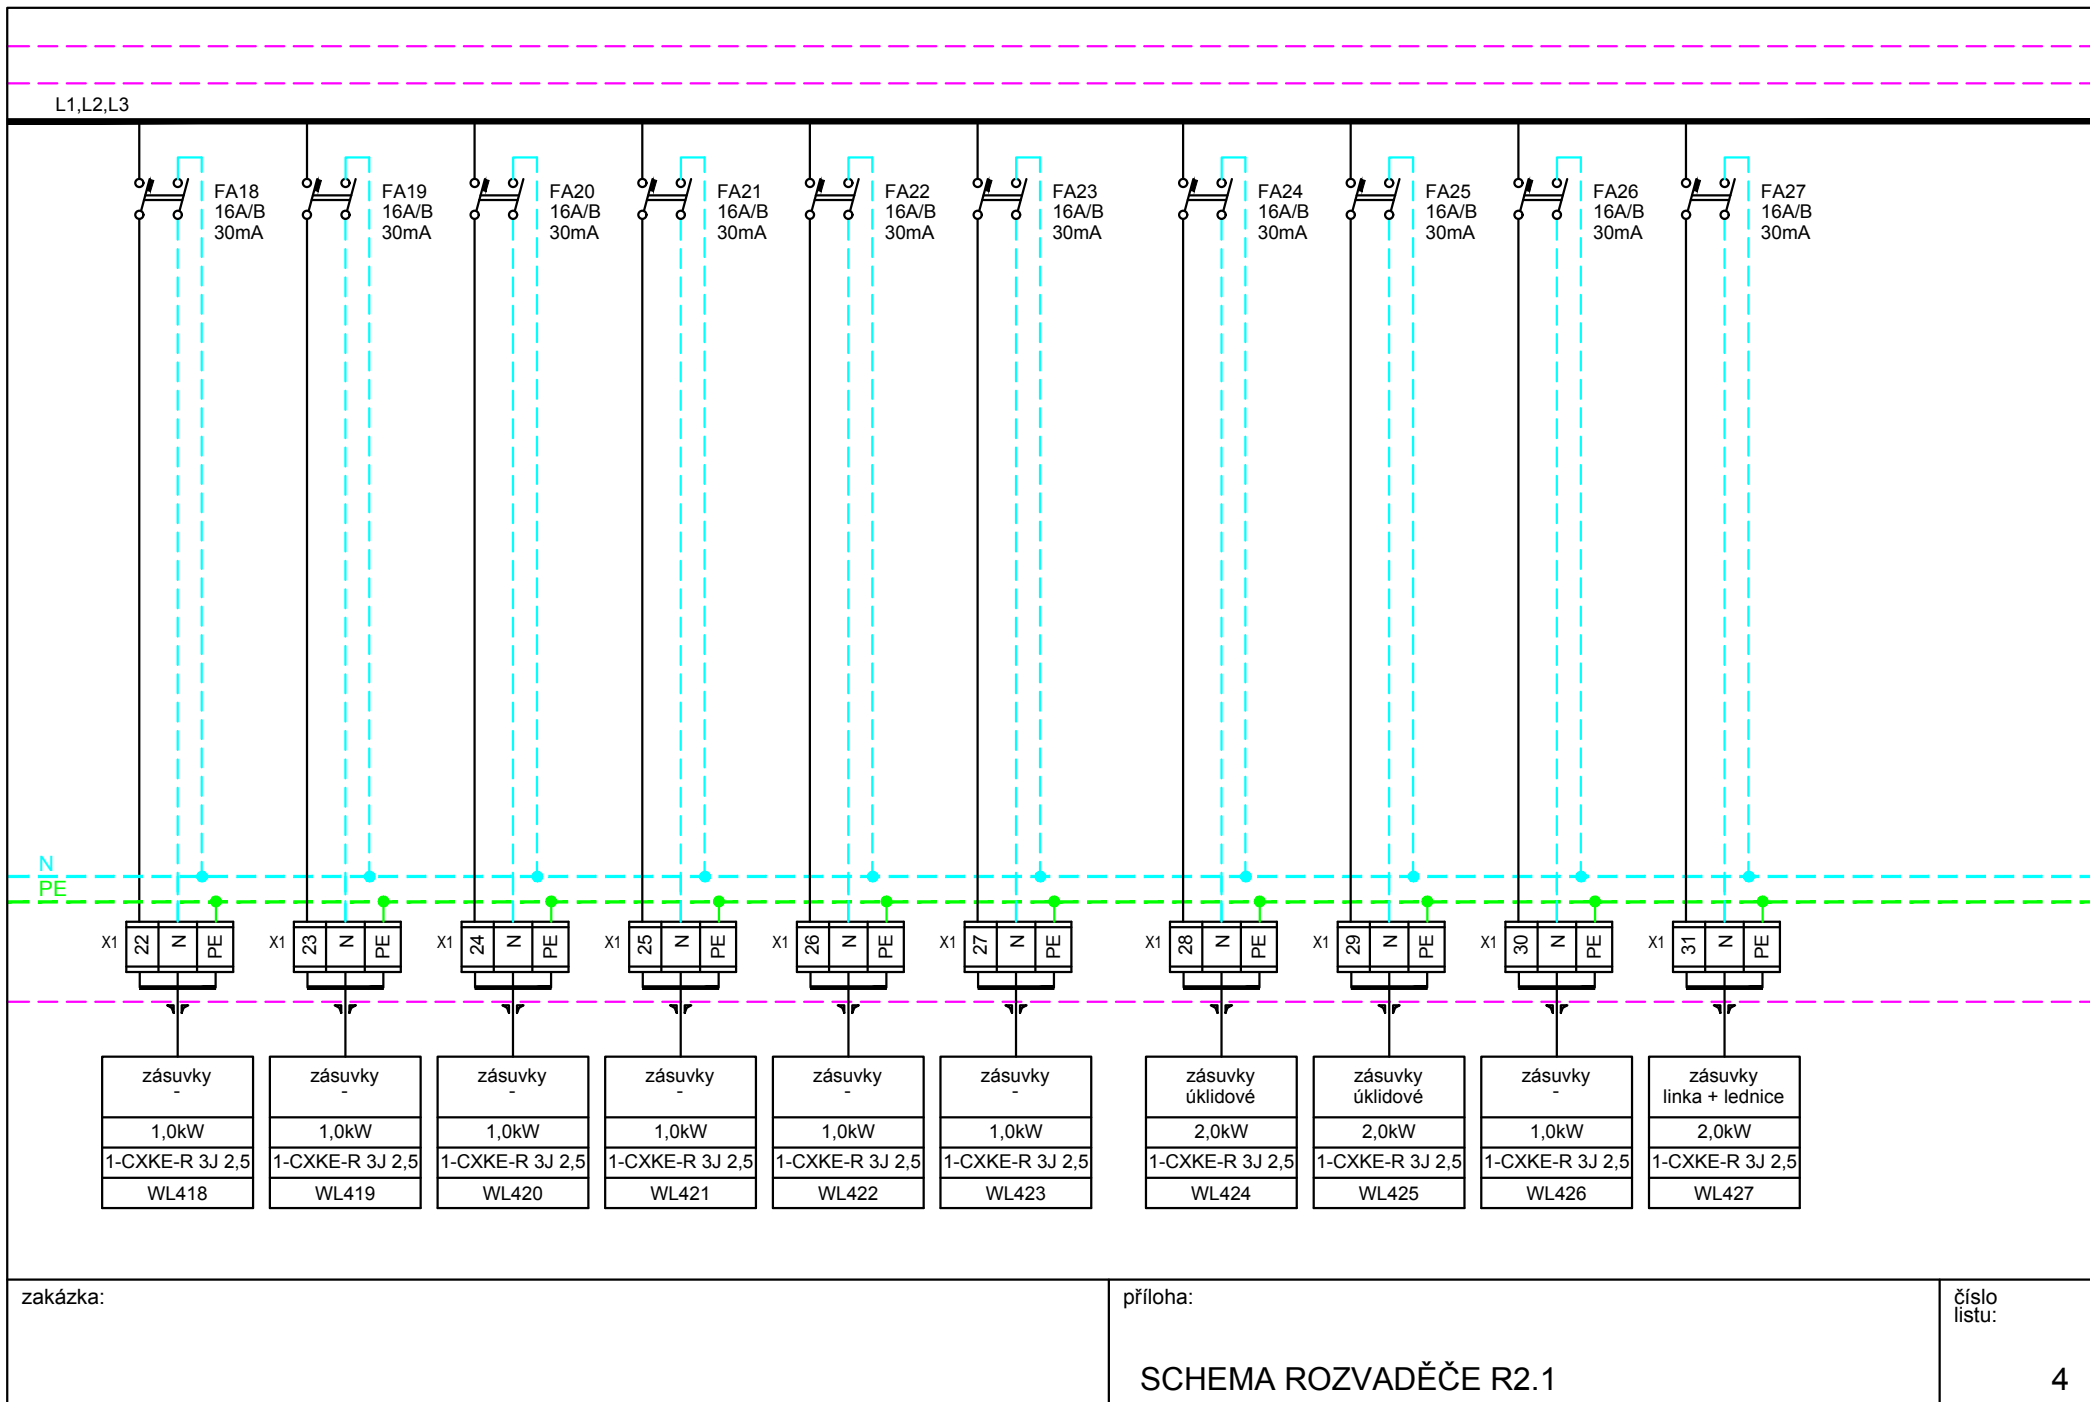 L1,L2,L3
FA18
16A/B
30mA
FA19
16A/B
30mA
FA20
16A/B
30mA
FA21
16A/B
30mA
FA22
16A/B
30mA
FA23
16A/B
30mA
FA24
16A/B
30mA
FA25
16A/B
30mA
FA26
16A/B
30mA
FA27
16A/B
30mA
N
PE
X1 22 N PE
X1 23 N PE
X1 24 N PE
X1 25 N PE
X1 26 N PE
X1 27 N PE
X1 28 N PE
X1 29 N PE
X1 30 N PE
X1 31 N PE
zásuvky
-
1,0kW
1-CXKE-R 3J 2,5
WL418
zásuvky
-
1,0kW
1-CXKE-R 3J 2,5
WL419
zásuvky
-
1,0kW
1-CXKE-R 3J 2,5
WL420
zásuvky
-
1,0kW
1-CXKE-R 3J 2,5
WL421
zásuvky
-
1,0kW
1-CXKE-R 3J 2,5
WL422
zásuvky
-
1,0kW
1-CXKE-R 3J 2,5
WL423
zásuvky
úklidové
2,0kW
1-CXKE-R 3J 2,5
WL424
zásuvky
úklidové
2,0kW
1-CXKE-R 3J 2,5
WL425
zásuvky
-
1,0kW
1-CXKE-R 3J 2,5
WL426
zásuvky
linka + lednice
2,0kW
1-CXKE-R 3J 2,5
WL427
zakázka:
příloha:
SCHEMA ROZVADĚČE R2.1
číslo
listu:
4